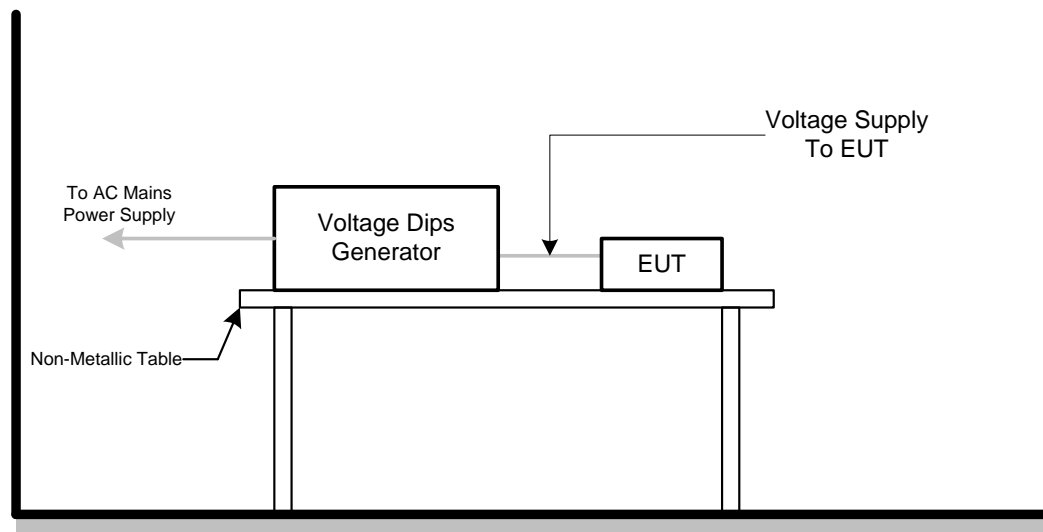 Voltage Supply
To EUT
To AC Mains
Power Supply
Voltage Dips
Generator
EUT
Non-Metallic Table